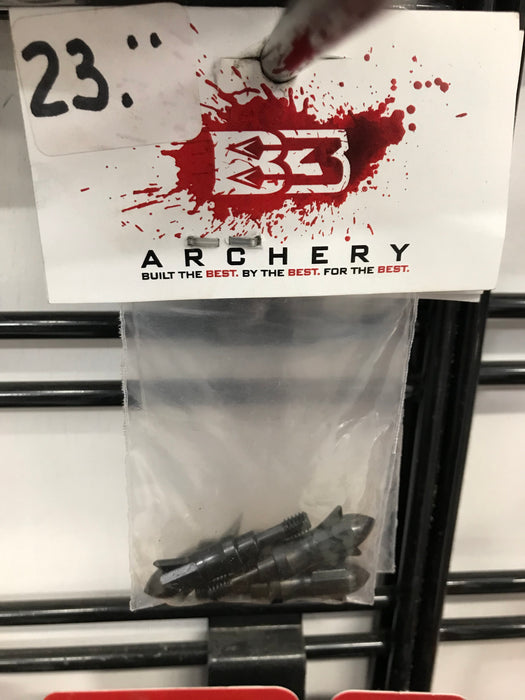 23.¨
B3
ARCHERY
BUILT THE BEST. BY THE BEST. FOR THE BEST.